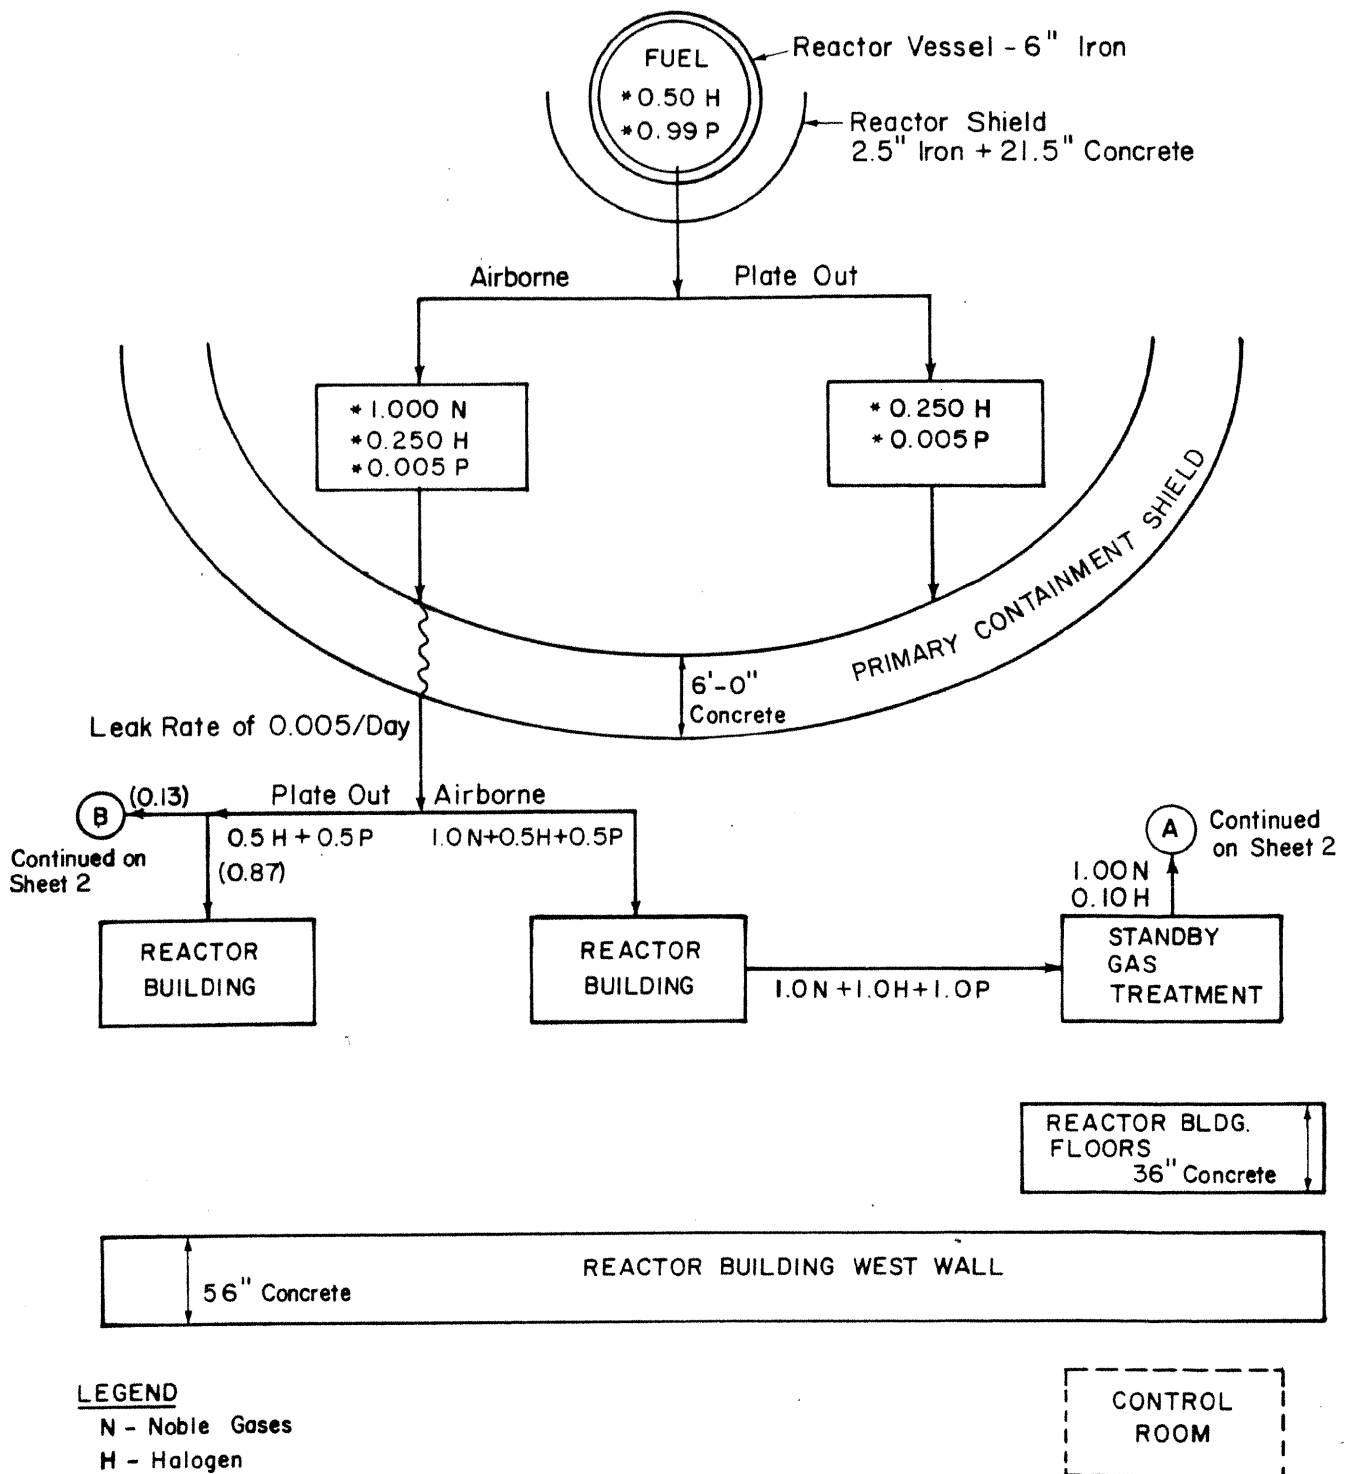 FUEL
*0.50 H
*0.99 P
Reactor Vessel - 6" Iron
Reactor Shield
2.5" Iron + 21.5" Concrete
Airborne
Plate Out
*1.000 N
*0.250 H
*0.005 P
*0.250 H
*0.005 P
PRIMARY CONTAINMENT SHIELD
6'-0"
Concrete
Leak Rate of 0.005/Day
B
(0.13)
Continued on
Sheet 2
Plate Out
0.5 H + 0.5 P
(0.87)
Airborne
1.0 N+0.5H+0.5P
A
Continued
on Sheet 2
1.00 N
0.10 H
REACTOR
BUILDING
REACTOR
BUILDING
1.0 N +1.0H+1.0P
STANDBY
GAS
TREATMENT
REACTOR BLDG.
FLOORS
36" Concrete
REACTOR BUILDING WEST WALL
56" Concrete
LEGEND
N - Noble Gases
H - Halogen
CONTROL
ROOM